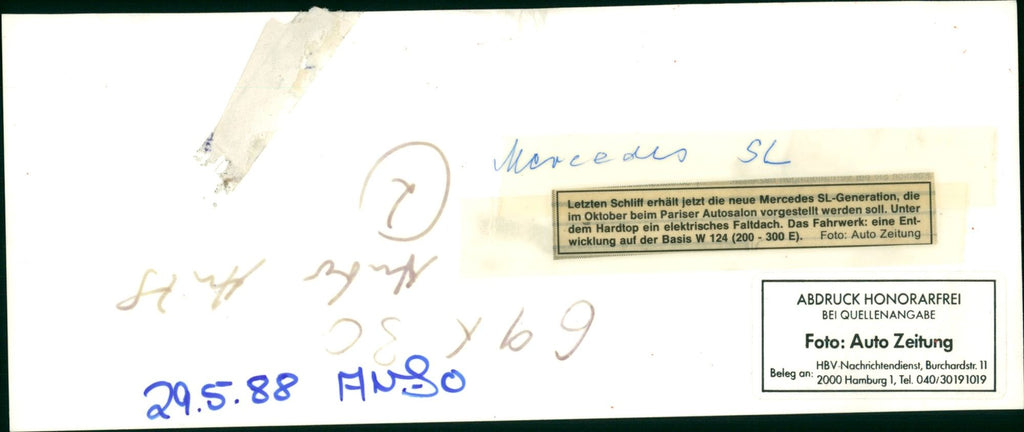 Mercedes SL
Letzten Schliff erhält jetzt die neue Mercedes SL-Generation, die
im Oktober beim Pariser Autosalon vorgestellt werden soll. Unter
dem Hardtop ein elektrisches Faltdach. Das Fahrwerk: eine Ent-
wicklung auf der Basis W 124 (200 - 300 E). Foto: Auto Zeitung
2
69 x 30
29.5.88
ABDRUCK HONORARFREI
BEI QUELLENANGABE
Foto: Auto Zeitung
Beleg an: HBV-Nachrichtendienst, Burchardstr. 11
2000 Hamburg 1, Tel. 040/30191019